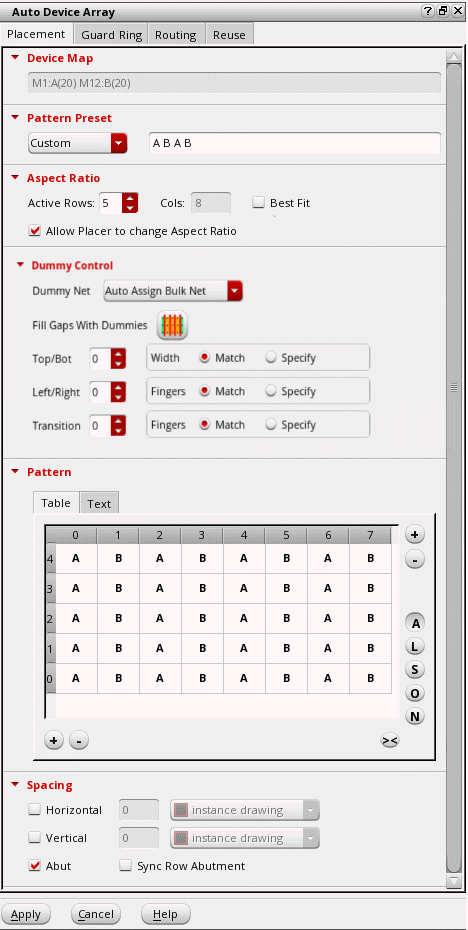 Auto Device Array
Placement Guard Ring Routing Reuse
Device Map
M1:A(20) M12:B(20)
Pattern Preset
Custom A B A B
Aspect Ratio
Active Rows: 5 Cols: 8 Best Fit
Allow Placer to change Aspect Ratio
Dummy Control
Dummy Net Auto Assign Bulk Net
Fill Gaps With Dummies
Top/Bot 0 Width Match Specify
Left/Right 0 Fingers Match Specify
Transition 0 Fingers Match Specify
Pattern
Table Text
0 1 2 3 4 5 6 7 +
4 A B A B A B A B -
3 A B A B A B A B
2 A B A B A B A B A
1 A B A B A B A B L
0 A B A B A B A B S
O
N
+ - ><
Spacing
Horizontal 0 instance drawing
Vertical 0 instance drawing
Abut Sync Row Abutment
Apply Cancel Help